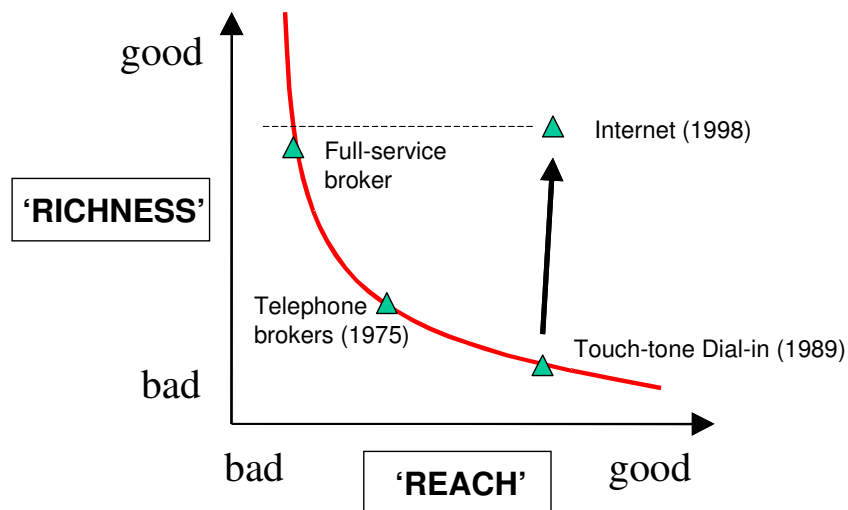 good
Internet (1998)
Full-service
broker
‘RICHNESS’
Telephone
brokers (1975)
Touch-tone Dial-in (1989)
bad
bad
‘REACH’
good